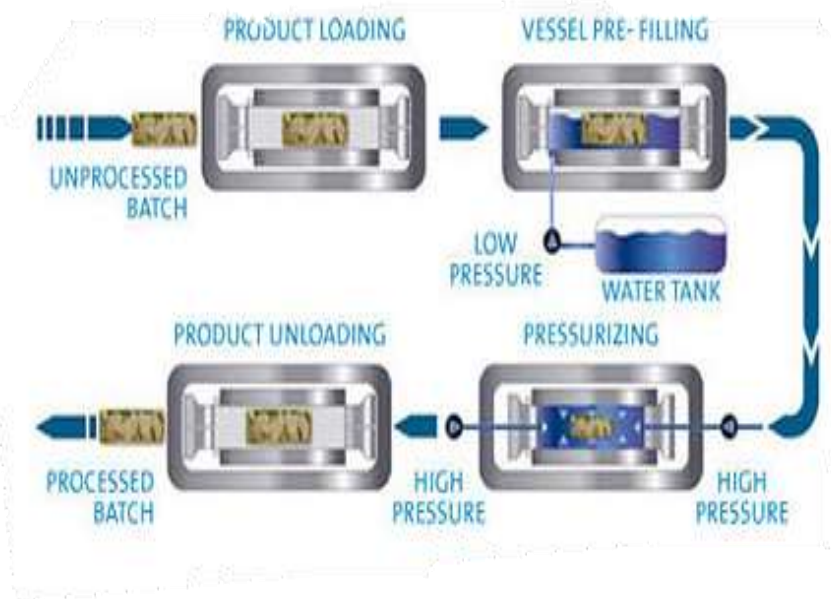 PRODUCT LOADING
VESSEL PRE- FILLING
UNPROCESSED
BATCH
LOW
PRESSURE
WATER TANK
PRODUCT UNLOADING
PRESSURIZING
PROCESSED
BATCH
HIGH
PRESSURE
HIGH
PRESSURE